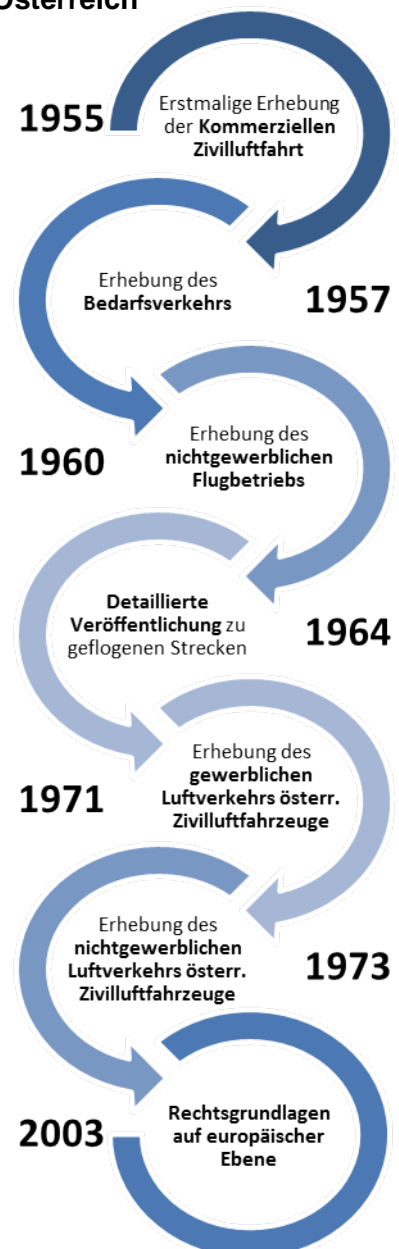 Österreich
1955
Erstmalige Erhebung
der Kommerziellen
Zivilluftfahrt
Erhebung des
Bedarfsverkehrs
1957
1960
Erhebung des
nichtgewerblichen
Flugbetriebs
Detaillierte
Veröffentlichung zu
geflogenen Strecken
1964
1971
Erhebung des
gewerblichen
Luftverkehrs österr.
Zivilluftfahrzeuge
Erhebung des
nichtgewerblichen
Luftverkehrs österr.
Zivilluftfahrzeuge
1973
2003
Rechtsgrundlagen
auf europäischer
Ebene